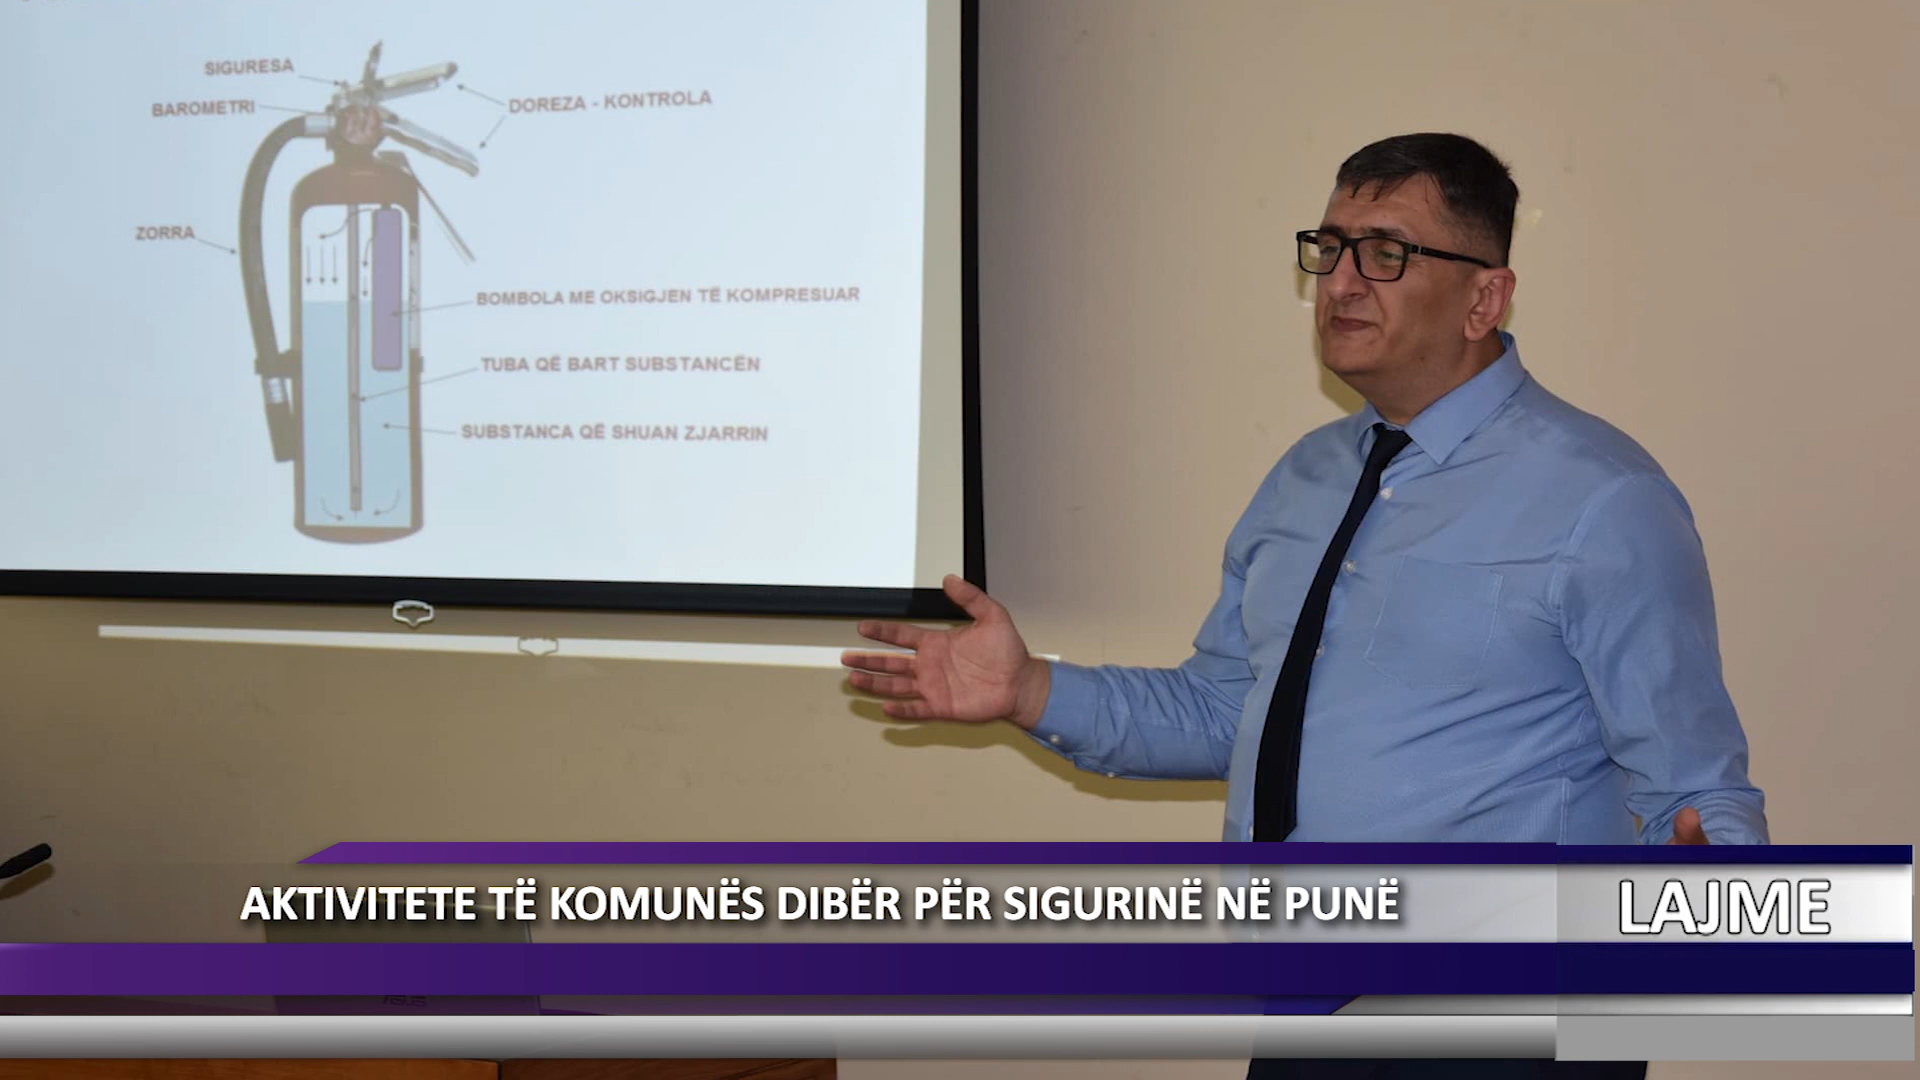 SIGURESA
BAROMETRI
DOREZA - KONTROLA
ZORRA
BOMBOLA ME OKSIGJEN TË KOMPRESUAR
TUBA QË BART SUBSTANCËN
SUBSTANCA QË SHUAN ZJARRIN
AKTIVITETE TË KOMUNËS DIBËR PËR SIGURINË NË PUNË
LAJME
ASUS